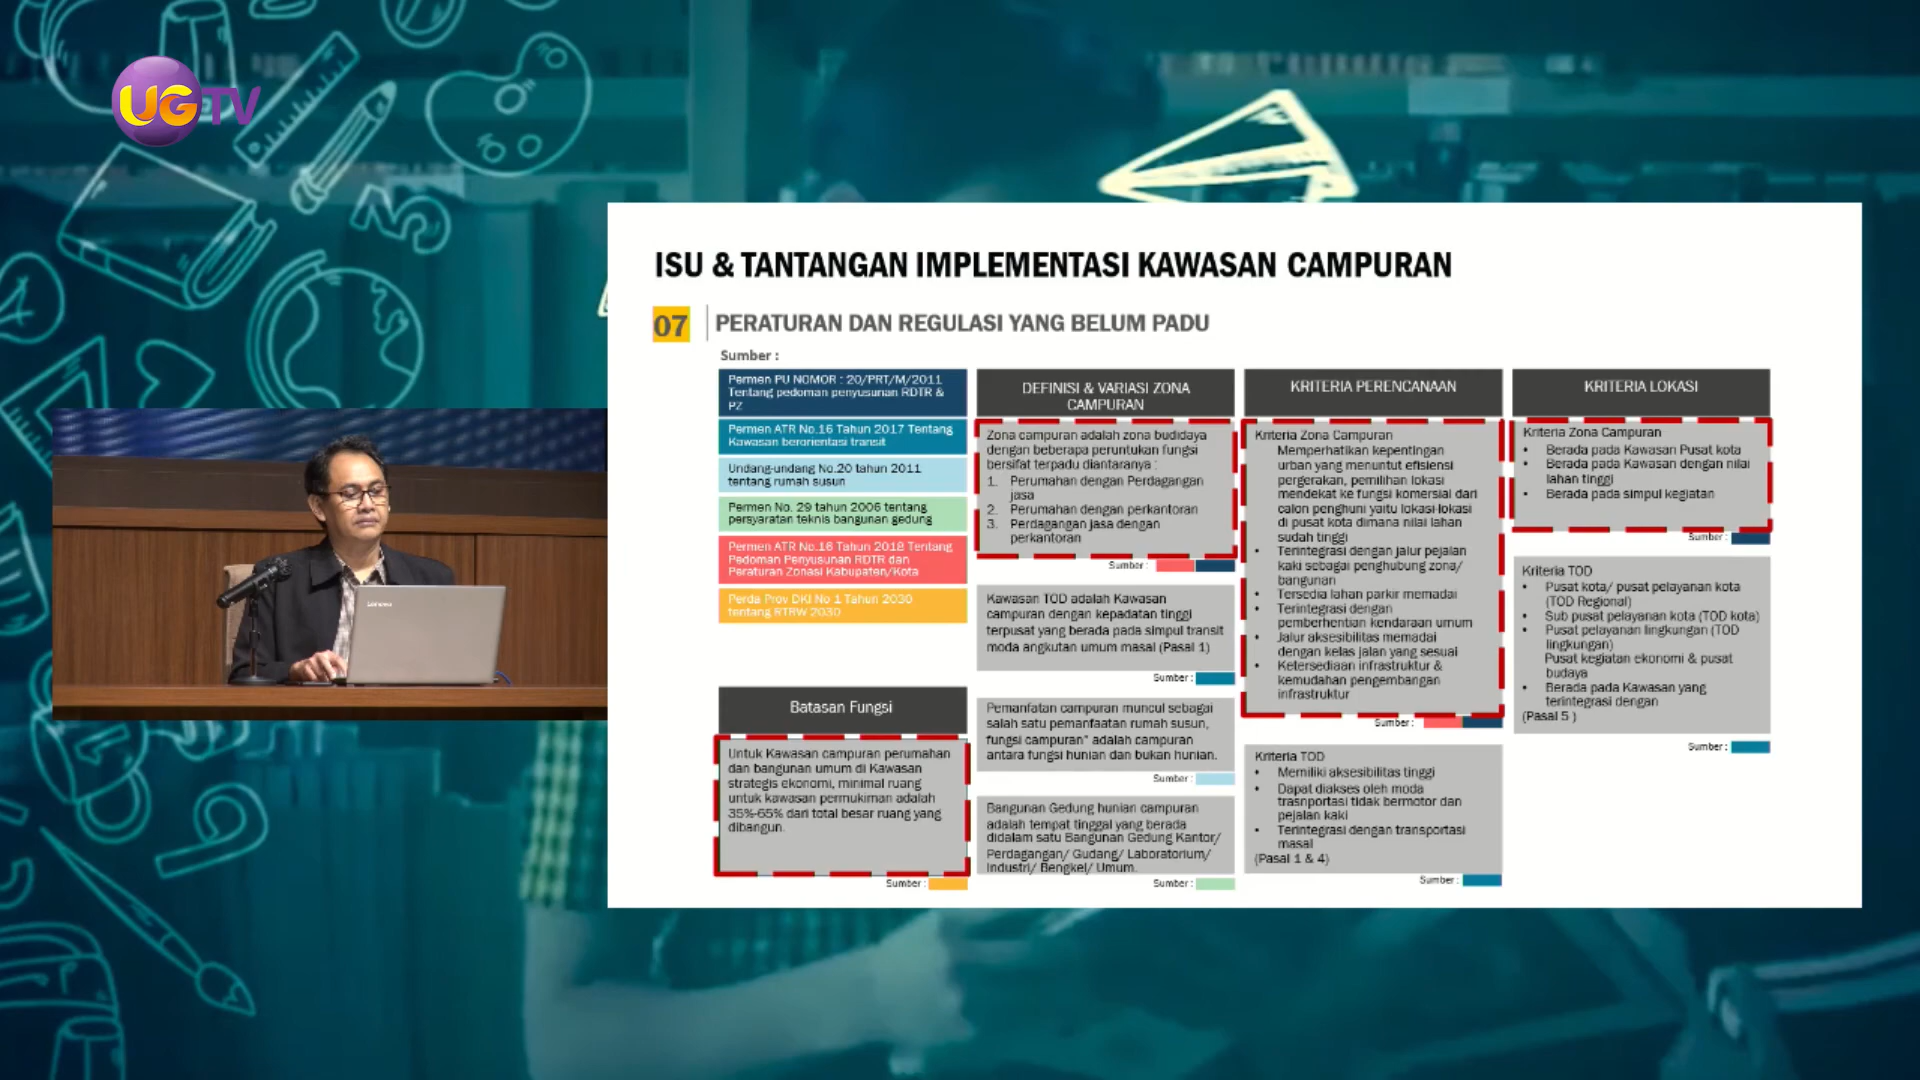 UGTV
ISU & TANTANGAN IMPLEMENTASI KAWASAN CAMPURAN
07
PERATURAN DAN REGULASI YANG BELUM PADU
Sumber :
Permen PU NOMOR : 20/PRT/M/2011
Tentang pedoman penyusunan RDTR &
PZ
Permen ATR No.16 Tahun 2017 Tentang
Kawasan berorientasi transit
Undang-undang No.20 tahun 2011
tentang rumah susun
Permen No. 29 tahun 2006 tentang
persyaratan teknis bangunan gedung
Permen ATR No.16 Tahun 2018 Tentang
Pedoman Penyusunan RDTR dan
Peraturan Zonasi Kabupaten/Kota
Perda Prov DKI No 1 Tahun 2030
tentang RTRW 2030
Batasan Fungsi
Untuk Kawasan campuran perumahan
dan bangunan umum di Kawasan
strategis ekonomi, minimal ruang
untuk kawasan permukiman adalah
35%-65% dari total besar ruang yang
dibangun.
Sumber :
DEFINISI & VARIASI ZONA
CAMPURAN
Zona campuran adalah zona budidaya
dengan beberapa peruntukan fungsi
bersifat terpadu diantaranya :
1. Perumahan dengan Perdagangan
jasa
2. Perumahan dengan perkantoran
3. Perdagangan jasa dengan
perkantoran
Sumber :
Kawasan TOD adalah Kawasan
campuran dengan kepadatan tinggi
terpusat yang berada pada simpul transit
moda angkutan umum masal (Pasal 1)
Sumber :
Pemanfatan campuran muncul sebagai
salah satu pemanfaatan rumah susun,
fungsi campuran" adalah campuran
antara fungsi hunian dan bukan hunian.
Sumber :
Bangunan Gedung hunian campuran
adalah tempat tinggal yang berada
didalam satu Bangunan Gedung Kantor/
Perdagangan/ Gudang/ Laboratorium/
Industri/ Bengkel/ Umum.
Sumber :
KRITERIA PERENCANAAN
Kriteria Zona Campuran
Memperhatikan kepentingan
urban yang menuntut efisiensi
pergerakan, pemilihan lokasi
mendekat ke fungsi komersial dari
calon penghuni yaitu lokasi-lokasi
di pusat kota dimana nilai lahan
sudah tinggi
• Terintegrasi dengan jalur pejalan
kaki sebagai penghubung zona/
bangunan
• Tersedia lahan parkir memadai
• Terintegrasi dengan
pemberhentian kendaraan umum
• Jalur aksesibilitas memadai
dengan kelas jalan yang sesuai
• Ketersediaan infrastruktur &
kemudahan pengembangan
infrastruktur
Sumber :
Kriteria TOD
• Memiliki aksesibilitas tinggi
• Dapat diakses oleh moda
trasnportasi tidak bermotor dan
pejalan kaki
• Terintegrasi dengan transportasi
masal
(Pasal 1 & 4)
Sumber :
KRITERIA LOKASI
Kriteria Zona Campuran
• Berada pada Kawasan Pusat kota
• Berada pada Kawasan dengan nilai
lahan tinggi
• Berada pada simpul kegiatan
Sumber :
Kriteria TOD
• Pusat kota/ pusat pelayanan kota
(TOD Regional)
• Sub pusat pelayanan kota (TOD kota)
• Pusat pelayanan lingkungan (TOD
lingkungan)
Pusat kegiatan ekonomi & pusat
budaya
• Berada pada Kawasan yang
terintegrasi dengan
(Pasal 5 )
Sumber :
Lenovo